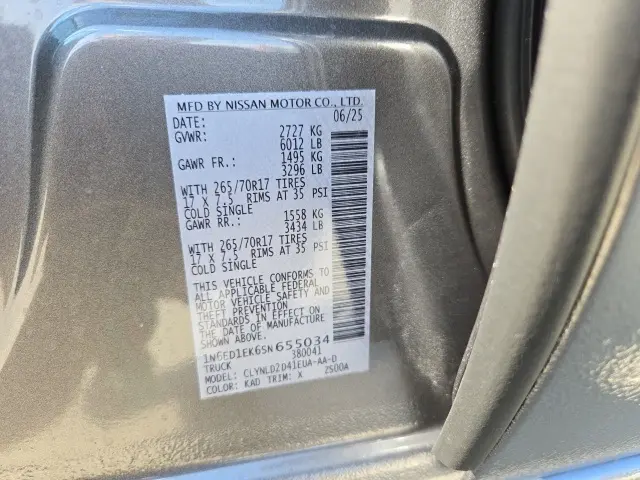 MFD BY NISSAN MOTOR CO., LTD.
DATE: 06/25
GVWR: 2727 KG
6012 LB
GAWR FR.: 1495 KG
3296 LB
WITH 265/70R17 TIRES
17 X 7.5 RIMS AT 35 PSI
COLD SINGLE
GAWR RR.: 1558 KG
3434 LB
WITH 265/70R17 TIRES
17 X 7.5 RIMS AT 35 PSI
COLD SINGLE
THIS VEHICLE CONFORMS TO
ALL APPLICABLE FEDERAL
MOTOR VEHICLE SAFETY AND
THEFT PREVENTION
STANDARDS IN EFFECT ON
THE DATE OF MANUFACTURE
SHOWN ABOVE.
1N6ED1EK6SN655034
TRUCK 380041
MODEL: CLYNLD2D41EUA-AA-D
COLOR: KAD TRIM: X 2S00A